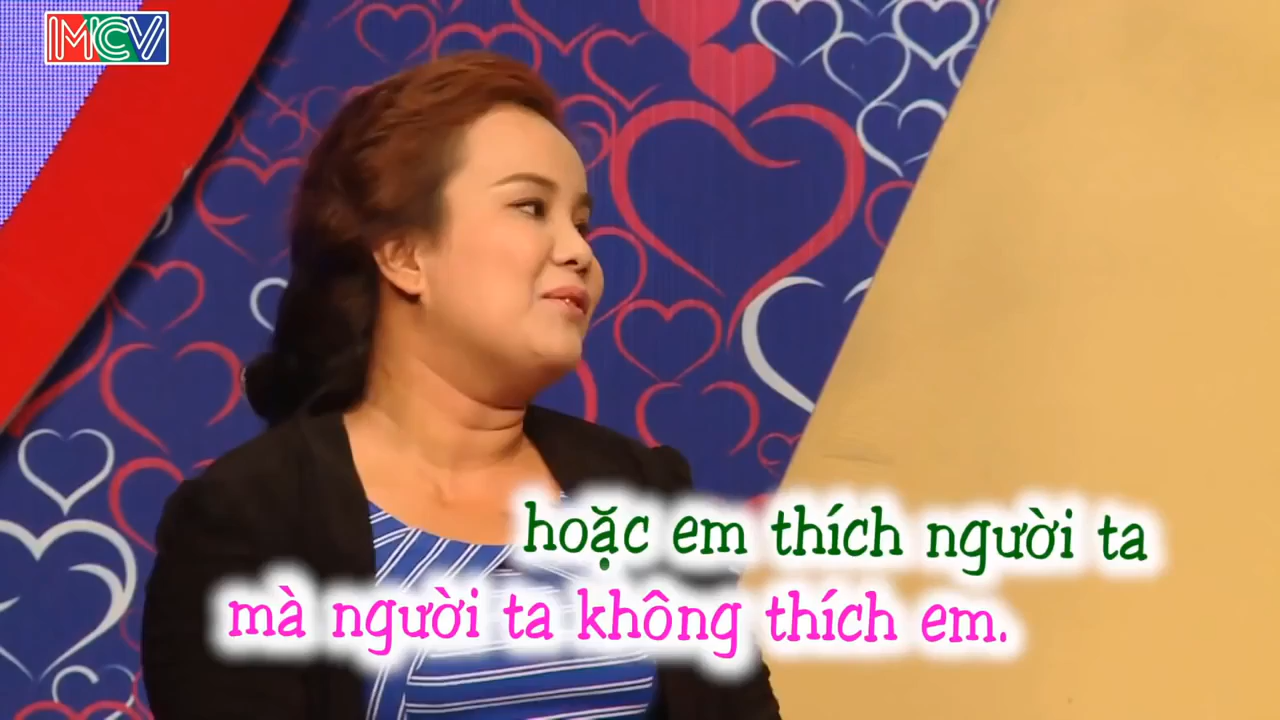 MCV
hoặc em thích người ta
mà người ta không thích em.